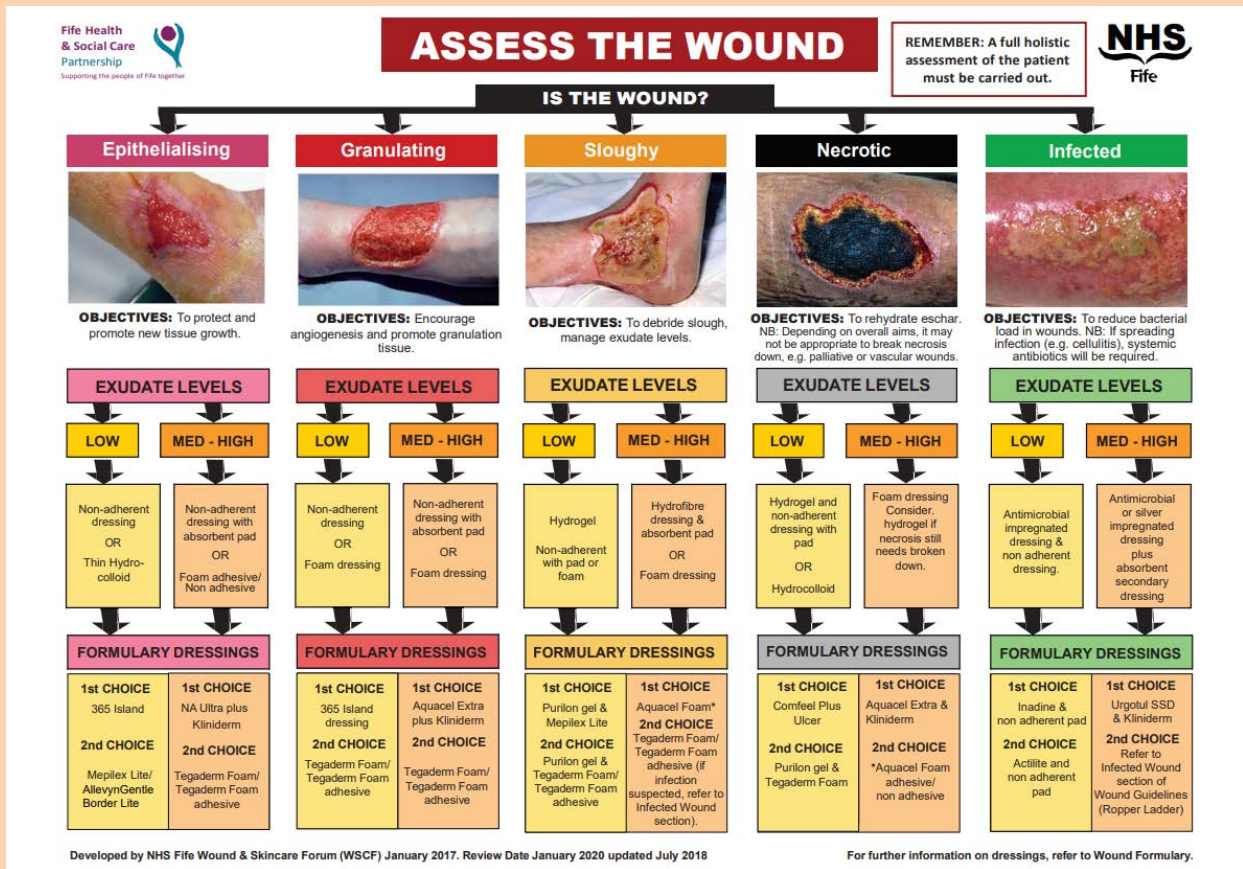 Fife Health
& Social Care
Partnership
Supporting the people of Fife together
ASSESS THE WOUND
REMEMBER: A full holistic
assessment of the patient
must be carried out.
NHS
Fife
IS THE WOUND?
Epithelialising
OBJECTIVES: To protect and
promote new tissue growth.
EXUDATE LEVELS
LOW
MED - HIGH
Non-adherent
dressing
OR
Thin Hydro-
colloid
Non-adherent
dressing with
absorbent pad
OR
Foam adhesive/
Non adhesive
FORMULARY DRESSINGS
1st CHOICE
365 Island
2nd CHOICE
Mepilex Lite/
AllevynGentle
Border Lite
1st CHOICE
NA Ultra plus
Kliniderm
2nd CHOICE
Tegaderm Foam/
Tegaderm Foam
adhesive
Granulating
OBJECTIVES: Encourage
angiogenesis and promote granulation
tissue.
EXUDATE LEVELS
LOW
MED - HIGH
Non-adherent
dressing
OR
Foam dressing
Non-adherent
dressing with
absorbent pad
OR
Foam dressing
FORMULARY DRESSINGS
1st CHOICE
365 Island
dressing
2nd CHOICE
Tegaderm Foam/
Tegaderm Foam
adhesive
1st CHOICE
Aquacel Extra
plus Kliniderm
2nd CHOICE
Tegaderm Foam/
Tegaderm Foam
adhesive
Sloughy
OBJECTIVES: To debride slough,
manage exudate levels.
EXUDATE LEVELS
LOW
MED - HIGH
Hydrogel
Non-adherent
with pad or
foam
Hydrofibre
dressing &
absorbent pad
OR
Foam dressing
FORMULARY DRESSINGS
1st CHOICE
Purilon gel &
Mepilex Lite
2nd CHOICE
Purilon gel &
Tegaderm Foam/
Tegaderm Foam
adhesive
1st CHOICE
Aquacel Foam*
2nd CHOICE
Tegaderm Foam/
Tegaderm Foam
adhesive (if
infection
suspected, refer to
Infected Wound
section).
Necrotic
OBJECTIVES: To rehydrate eschar.
NB: Depending on overall aims, it may
not be appropriate to break necrosis
down, e.g. palliative or vascular wounds.
EXUDATE LEVELS
LOW
MED - HIGH
Hydrogel and
non-adherent
dressing with
pad
OR
Hydrocolloid
Foam dressing
Consider.
hydrogel if
necrosis still
needs broken
down.
FORMULARY DRESSINGS
1st CHOICE
Comfeel Plus
Ulcer
2nd CHOICE
Purilon gel &
Tegaderm Foam
1st CHOICE
Aquacel Extra &
Kliniderm
2nd CHOICE
*Aquacel Foam
adhesive/
non adhesive
Infected
OBJECTIVES: To reduce bacterial
load in wounds. NB: If spreading
infection (e.g. cellulitis), systemic
antibiotics will be required.
EXUDATE LEVELS
LOW
MED - HIGH
Antimicrobial
impregnated
dressing &
non adherent
dressing.
Antimicrobial
or silver
impregnated
dressing
plus
absorbent
secondary
dressing
FORMULARY DRESSINGS
1st CHOICE
Inadine &
non adherent pad
2nd CHOICE
Actilite and
non adherent
pad
1st CHOICE
Urgotul SSD
& Kliniderm
2nd CHOICE
Refer to
Infected Wound
section of
Wound Guidelines
(Ropper Ladder)
Developed by NHS Fife Wound & Skincare Forum (WSCF) January 2017. Review Date January 2020 updated July 2018
For further information on dressings, refer to Wound Formulary.